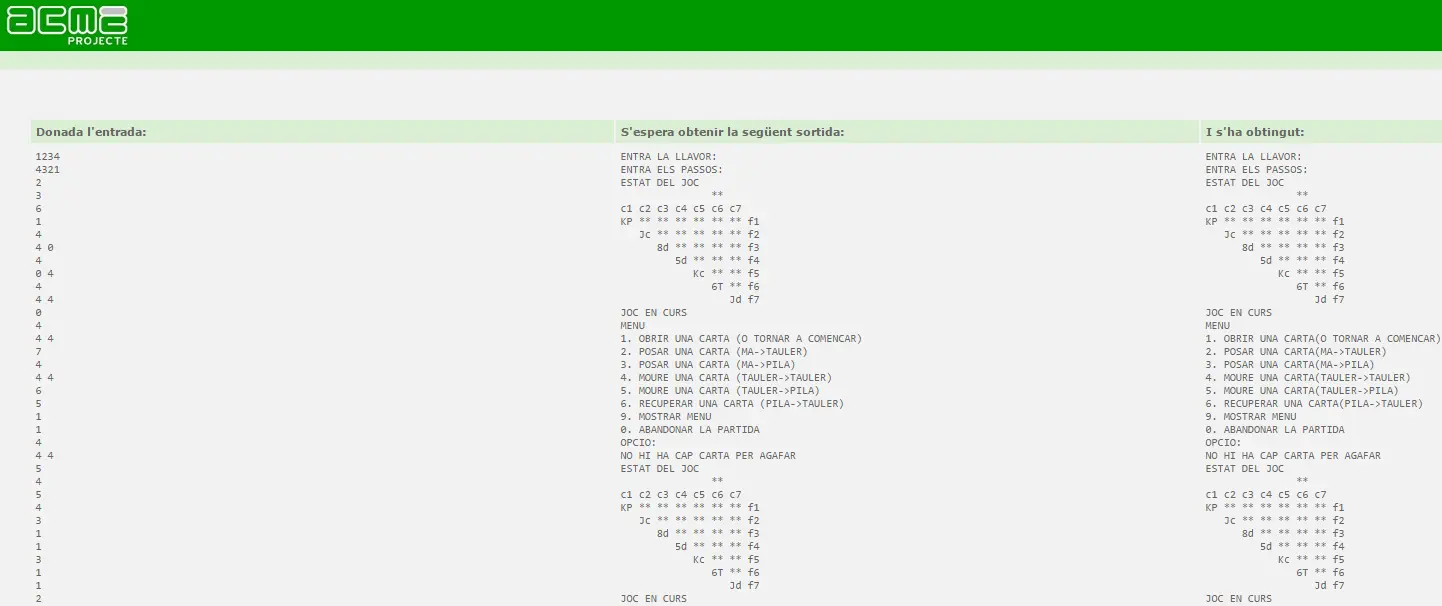 acme
PROJECTE
Donada l'entrada:
1234
4321
2
3
6
1
4
4 0
4
0 4
4
4 4
0
4
4 4
7
4
4 4
6
5
1
1
4
4 4
5
4
5
4
3
1
1
3
1
1
2
S'espera obtenir la següent sortida:
ENTRA LA LLAVOR:
ENTRA ELS PASSOS:
ESTAT DEL JOC
**
c1 c2 c3 c4 c5 c6 c7
KP ** ** ** ** ** ** f1
Jc ** ** ** ** ** f2
8d ** ** ** ** f3
5d ** ** ** f4
Kc ** ** f5
6T ** f6
Jd f7
JOC EN CURS
MENU
1. OBRIR UNA CARTA (O TORNAR A COMENCAR)
2. POSAR UNA CARTA (MA->TAULER)
3. POSAR UNA CARTA (MA->PILA)
4. MOURE UNA CARTA (TAULER->TAULER)
5. MOURE UNA CARTA (TAULER->PILA)
6. RECUPERAR UNA CARTA (PILA->TAULER)
9. MOSTRAR MENU
0. ABANDONAR LA PARTIDA
OPCIO:
NO HI HA CAP CARTA PER AGAFAR
ESTAT DEL JOC
**
c1 c2 c3 c4 c5 c6 c7
KP ** ** ** ** ** ** f1
Jc ** ** ** ** ** f2
8d ** ** ** ** f3
5d ** ** ** f4
Kc ** ** f5
6T ** f6
Jd f7
JOC EN CURS
I s'ha obtingut:
ENTRA LA LLAVOR:
ENTRA ELS PASSOS:
ESTAT DEL JOC
**
c1 c2 c3 c4 c5 c6 c7
KP ** ** ** ** ** ** f1
Jc ** ** ** ** ** f2
8d ** ** ** ** f3
5d ** ** ** f4
Kc ** ** f5
6T ** f6
Jd f7
JOC EN CURS
MENU
1. OBRIR UNA CARTA(O TORNAR A COMENCAR)
2. POSAR UNA CARTA(MA->TAULER)
3. POSAR UNA CARTA(MA->PILA)
4. MOURE UNA CARTA(TAULER->TAULER)
5. MOURE UNA CARTA(TAULER->PILA)
6. RECUPERAR UNA CARTA(PILA->TAULER)
9. MOSTRAR MENU
0. ABANDONAR LA PARTIDA
OPCIO:
NO HI HA CAP CARTA PER AGAFAR
ESTAT DEL JOC
**
c1 c2 c3 c4 c5 c6 c7
KP ** ** ** ** ** ** f1
Jc ** ** ** ** ** f2
8d ** ** ** ** f3
5d ** ** ** f4
Kc ** ** f5
6T ** f6
Jd f7
JOC EN CURS